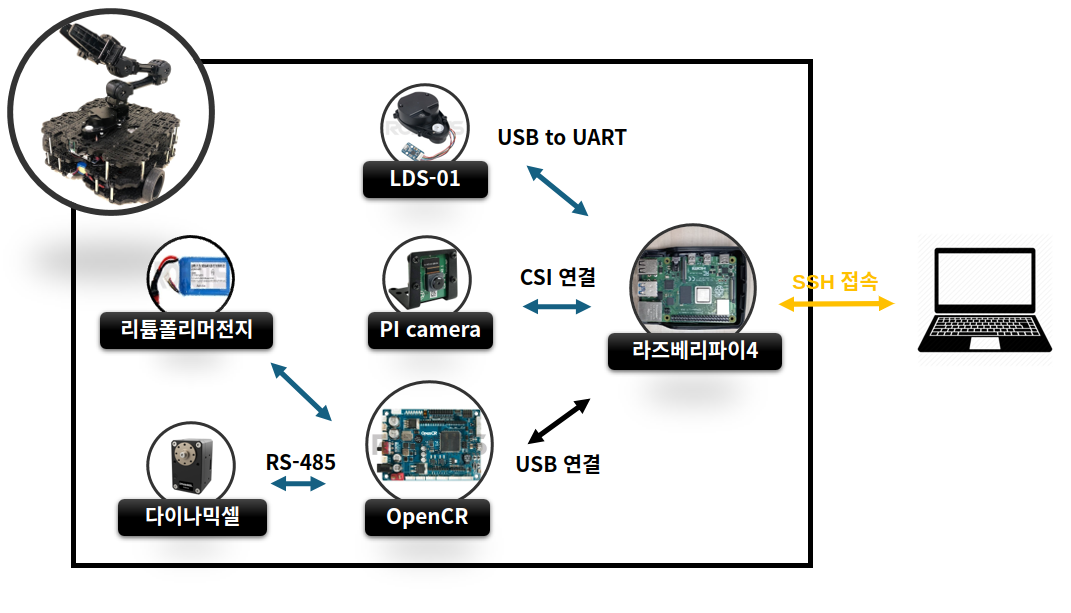 LDS-01
USB to UART
리튬폴리머전지
PI camera
CSI 연결
라즈베리파이4
SSH 접속
다이나믹셀
RS-485
OpenCR
OpenCR
USB 연결